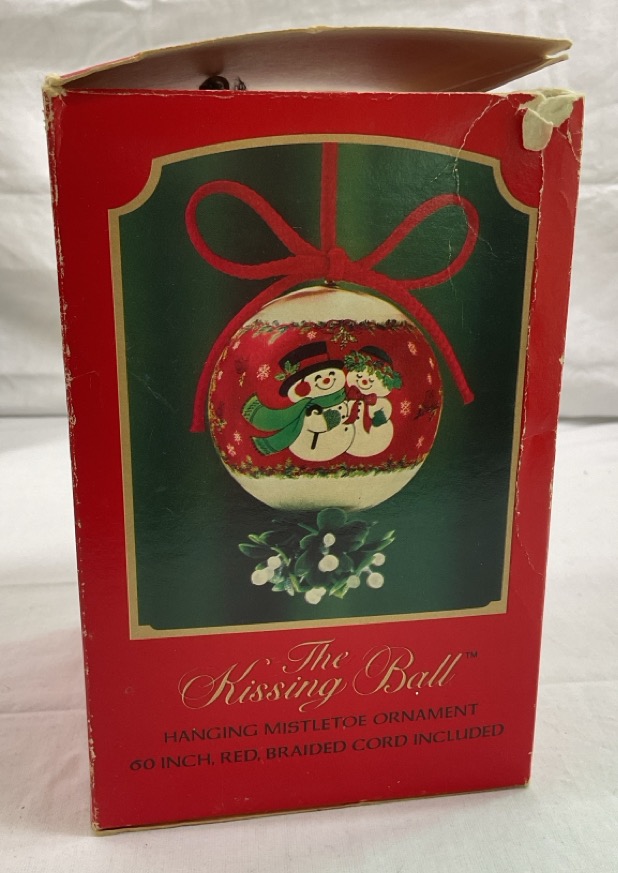 The
Kissing Ball™
HANGING MISTLETOE ORNAMENT
60 INCH, RED, BRAIDED CORD INCLUDED